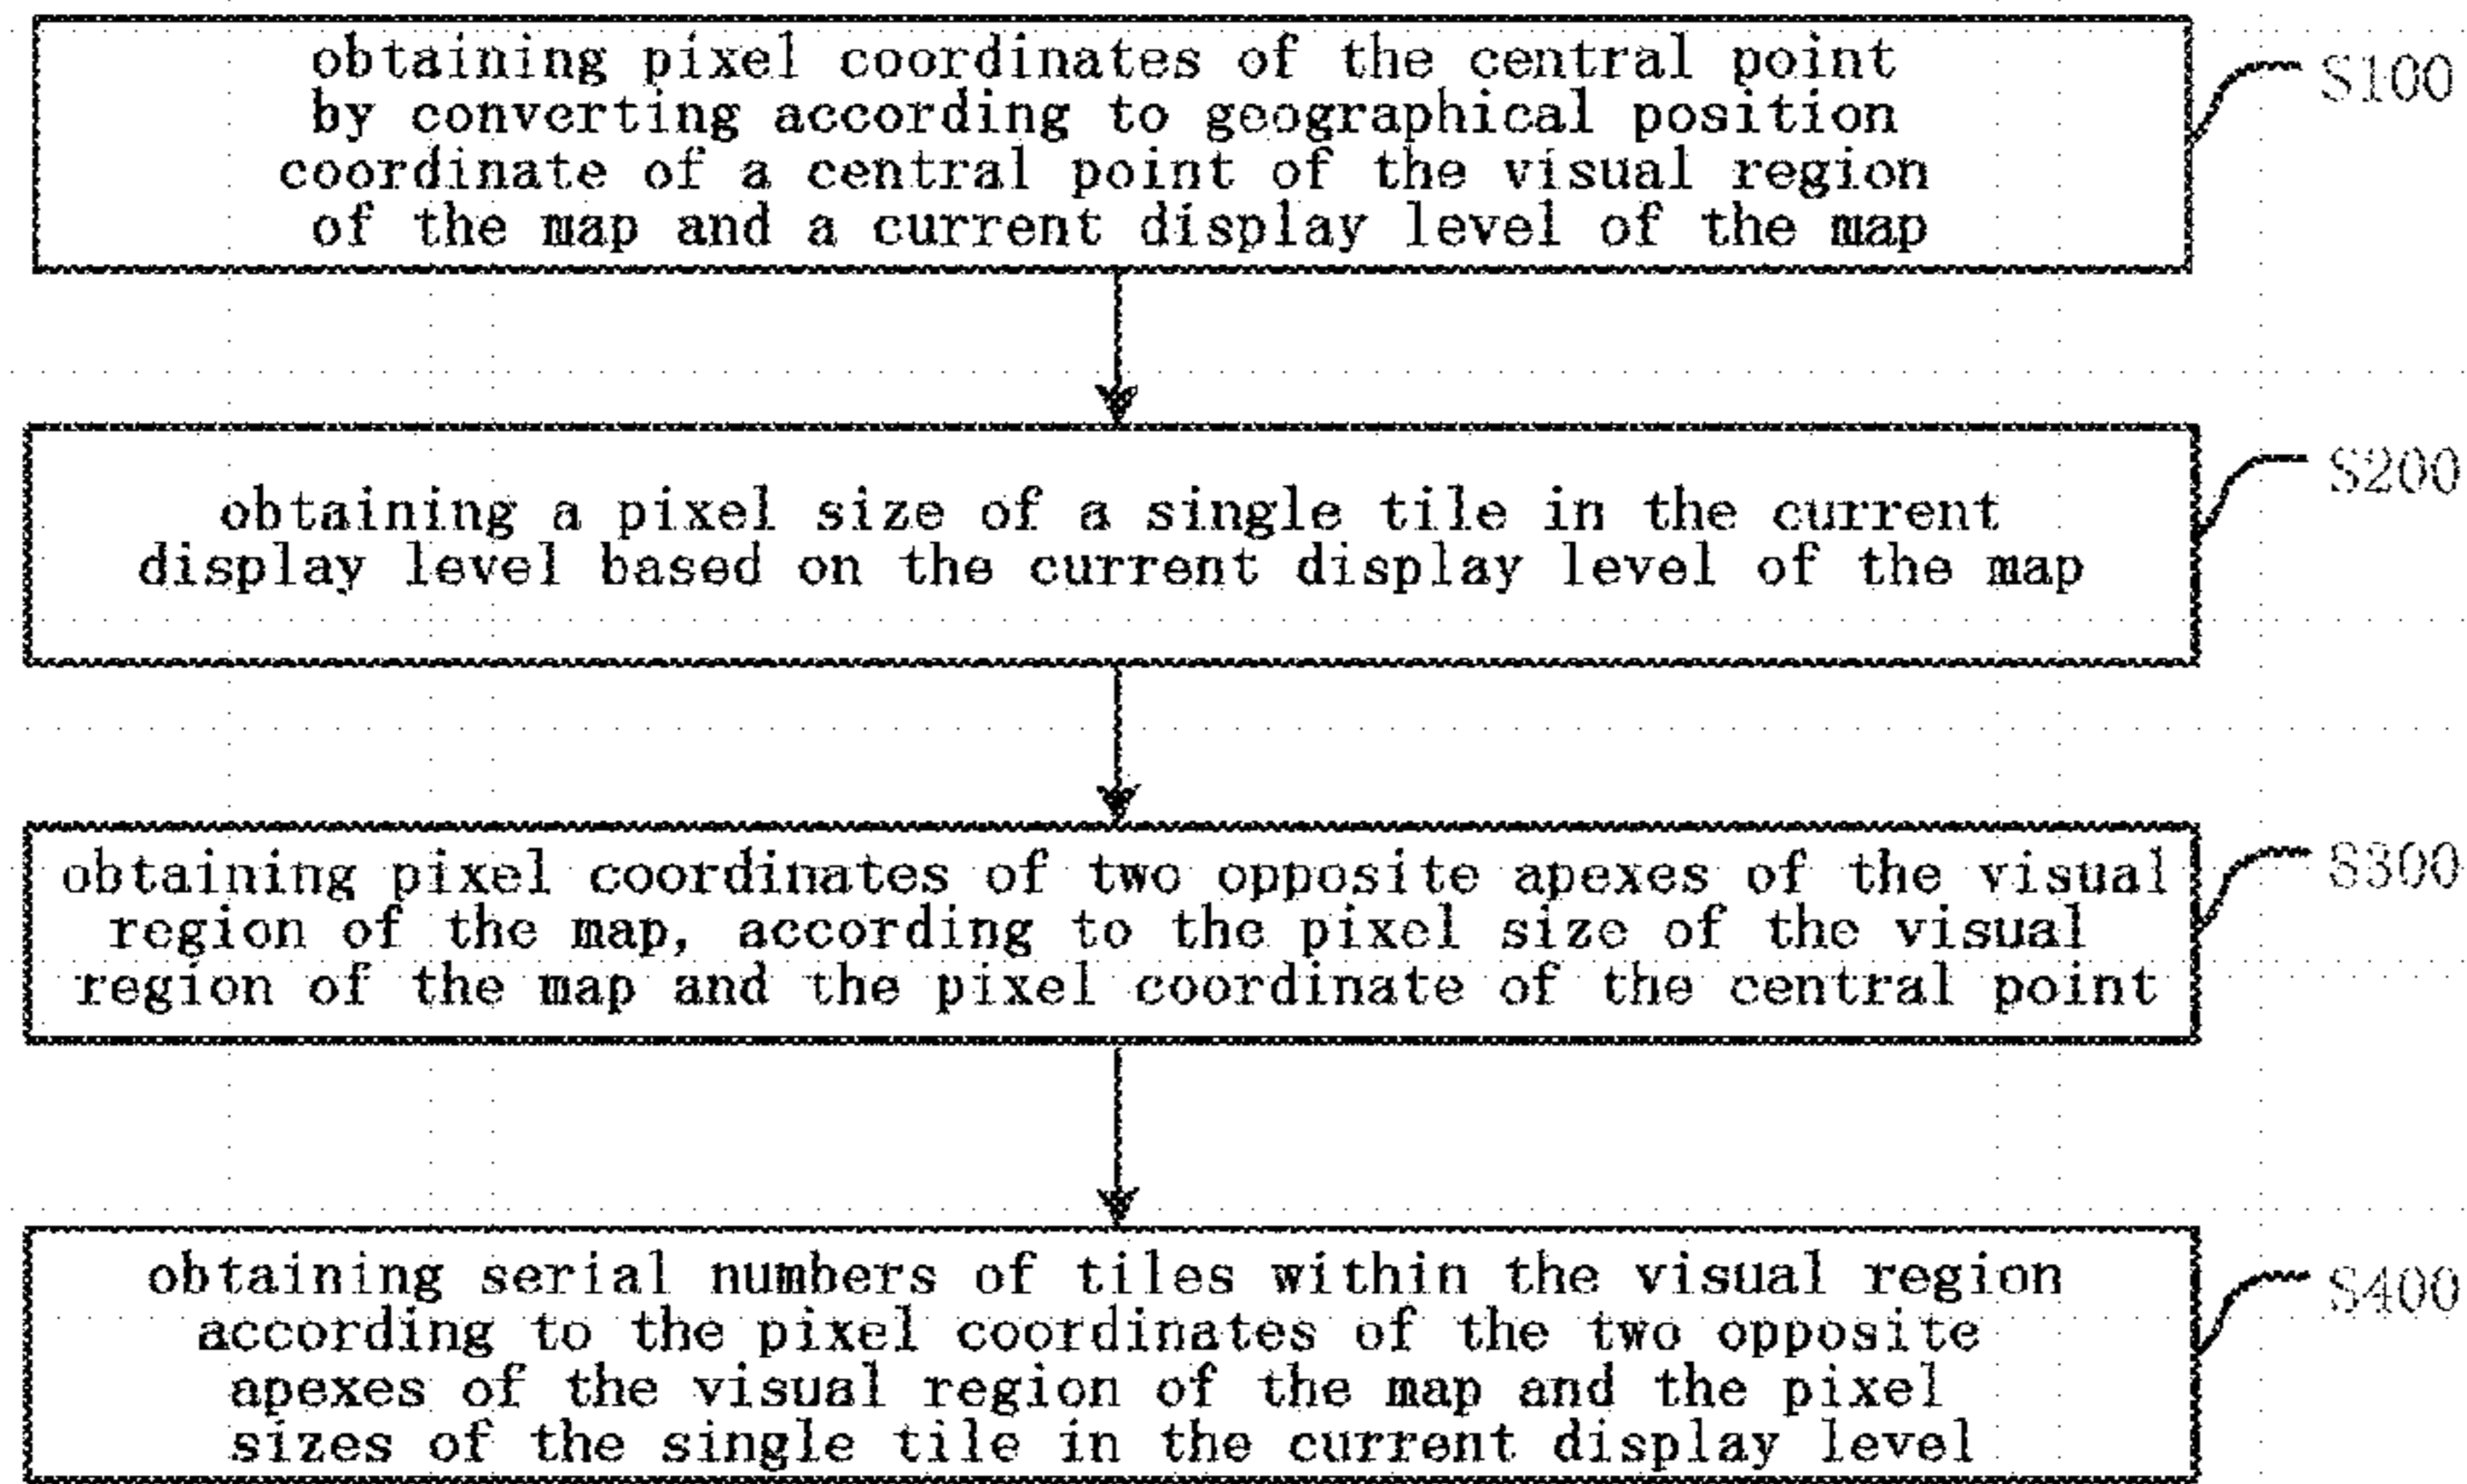 obtaining pixel coordinates of the central point
by converting according to geographical position
coordinate of a central point of the visual region
of the map and a current display level of the map
S100
obtaining a pixel size of a single tile in the current
display level based on the current display level of the map
S200
obtaining pixel coordinates of two opposite apexes of the visual
region of the map, according to the pixel size of the visual
region of the map and the pixel coordinate of the central point
S300
obtaining serial numbers of tiles within the visual region
according to the pixel coordinates of the two opposite
apexes of the visual region of the map and the pixel
sizes of the single tile in the current display level
S400